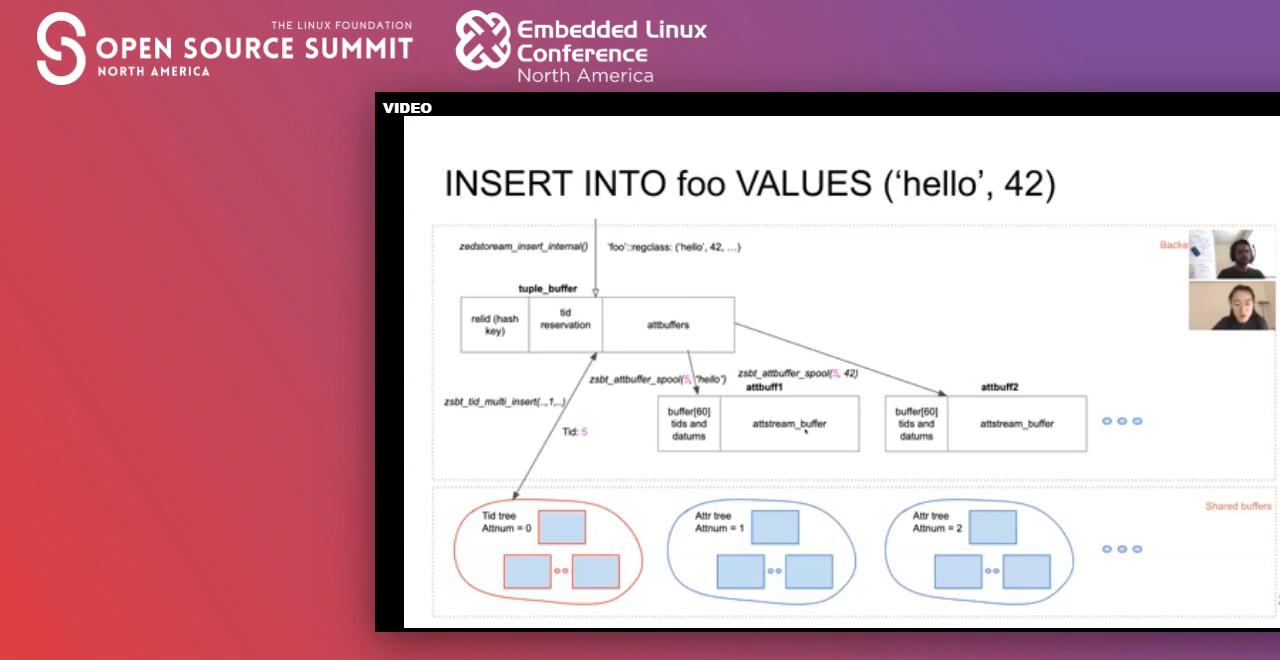 THE LINUX FOUNDATION
OPEN SOURCE SUMMIT
NORTH AMERICA
Embedded Linux
Conference
North America
VIDEO
INSERT INTO foo VALUES (‘hello’, 42)
zedstoream_insert_internal()
‘foo’::regclass: (‘hello’, 42, …)
tuple_buffer
relid (hash
key)
tid
reservation
attbuffers
zsbt_attbuffer_spool(5, ‘hello’)
zsbt_attbuffer_spool(5, 42)
zsbt_tid_multi_insert(..,1,..)
Tid: 5
attbuff1
buffer[60]
tids and
datums
attstream_buffer
attbuff2
buffer[60]
tids and
datums
attstream_buffer
Shared buffers
Tid tree
Attnum = 0
Attr tree
Attnum = 1
Attr tree
Attnum = 2